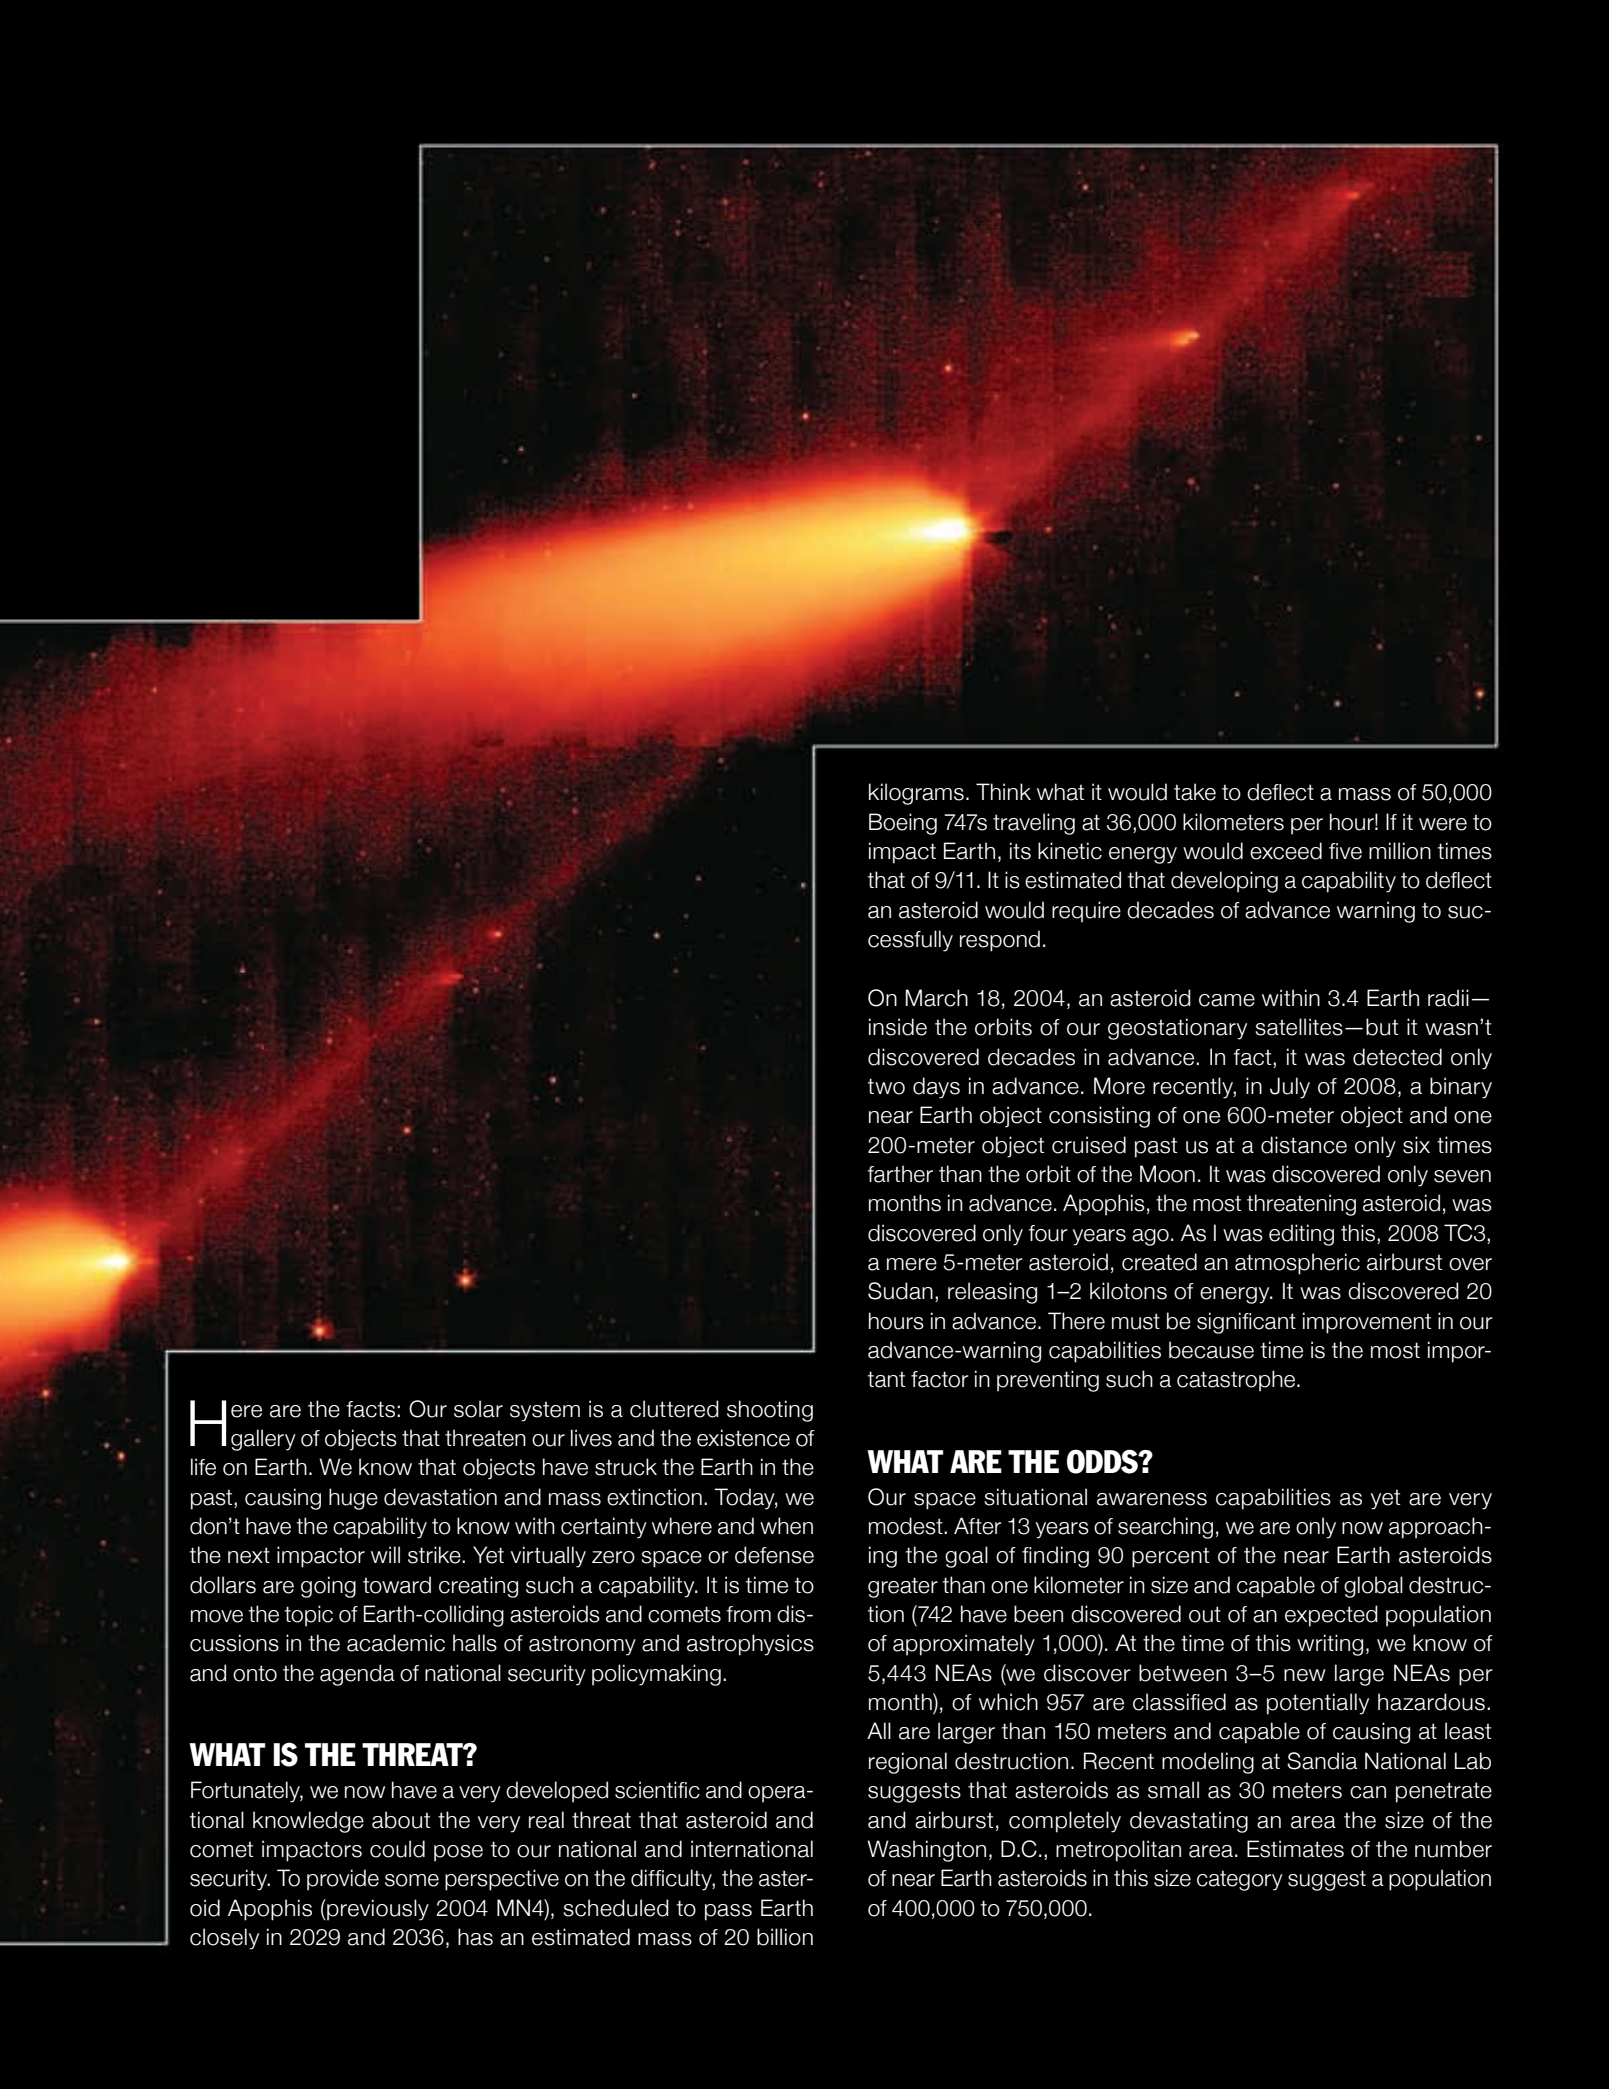 Here are the facts: Our solar system is a cluttered shooting
gallery of objects that threaten our lives and the existence of
life on Earth. We know that objects have struck the Earth in the
past, causing huge devastation and mass extinction. Today, we
don’t have the capability to know with certainty where and when
the next impactor will strike. Yet virtually zero space or defense
dollars are going toward creating such a capability. It is time to
move the topic of Earth-colliding asteroids and comets from dis-
cussions in the academic halls of astronomy and astrophysics
and onto the agenda of national security policymaking.
WHAT IS THE THREAT?
Fortunately, we now have a very developed scientific and opera-
tional knowledge about the very real threat that asteroid and
comet impactors could pose to our national and international
security. To provide some perspective on the difficulty, the aster-
oid Apophis (previously 2004 MN4), scheduled to pass Earth
closely in 2029 and 2036, has an estimated mass of 20 billion
kilograms. Think what it would take to deflect a mass of 50,000
Boeing 747s traveling at 36,000 kilometers per hour! If it were to
impact Earth, its kinetic energy would exceed five million times
that of 9/11. It is estimated that developing a capability to deflect
an asteroid would require decades of advance warning to suc-
cessfully respond.
On March 18, 2004, an asteroid came within 3.4 Earth radii—
inside the orbits of our geostationary satellites—but it wasn’t
discovered decades in advance. In fact, it was detected only
two days in advance. More recently, in July of 2008, a binary
near Earth object consisting of one 600-meter object and one
200-meter object cruised past us at a distance only six times
farther than the orbit of the Moon. It was discovered only seven
months in advance. Apophis, the most threatening asteroid, was
discovered only four years ago. As I was editing this, 2008 TC3,
a mere 5-meter asteroid, created an atmospheric airburst over
Sudan, releasing 1–2 kilotons of energy. It was discovered 20
hours in advance. There must be significant improvement in our
advance-warning capabilities because time is the most impor-
tant factor in preventing such a catastrophe.
WHAT ARE THE ODDS?
Our space situational awareness capabilities as yet are very
modest. After 13 years of searching, we are only now approach-
ing the goal of finding 90 percent of the near Earth asteroids
greater than one kilometer in size and capable of global destruc-
tion (742 have been discovered out of an expected population
of approximately 1,000). At the time of this writing, we know of
5,443 NEAs (we discover between 3–5 new large NEAs per
month), of which 957 are classified as potentially hazardous.
All are larger than 150 meters and capable of causing at least
regional destruction. Recent modeling at Sandia National Lab
suggests that asteroids as small as 30 meters can penetrate
and airburst, completely devastating an area the size of the
Washington, D.C., metropolitan area. Estimates of the number
of near Earth asteroids in this size category suggest a population
of 400,000 to 750,000.